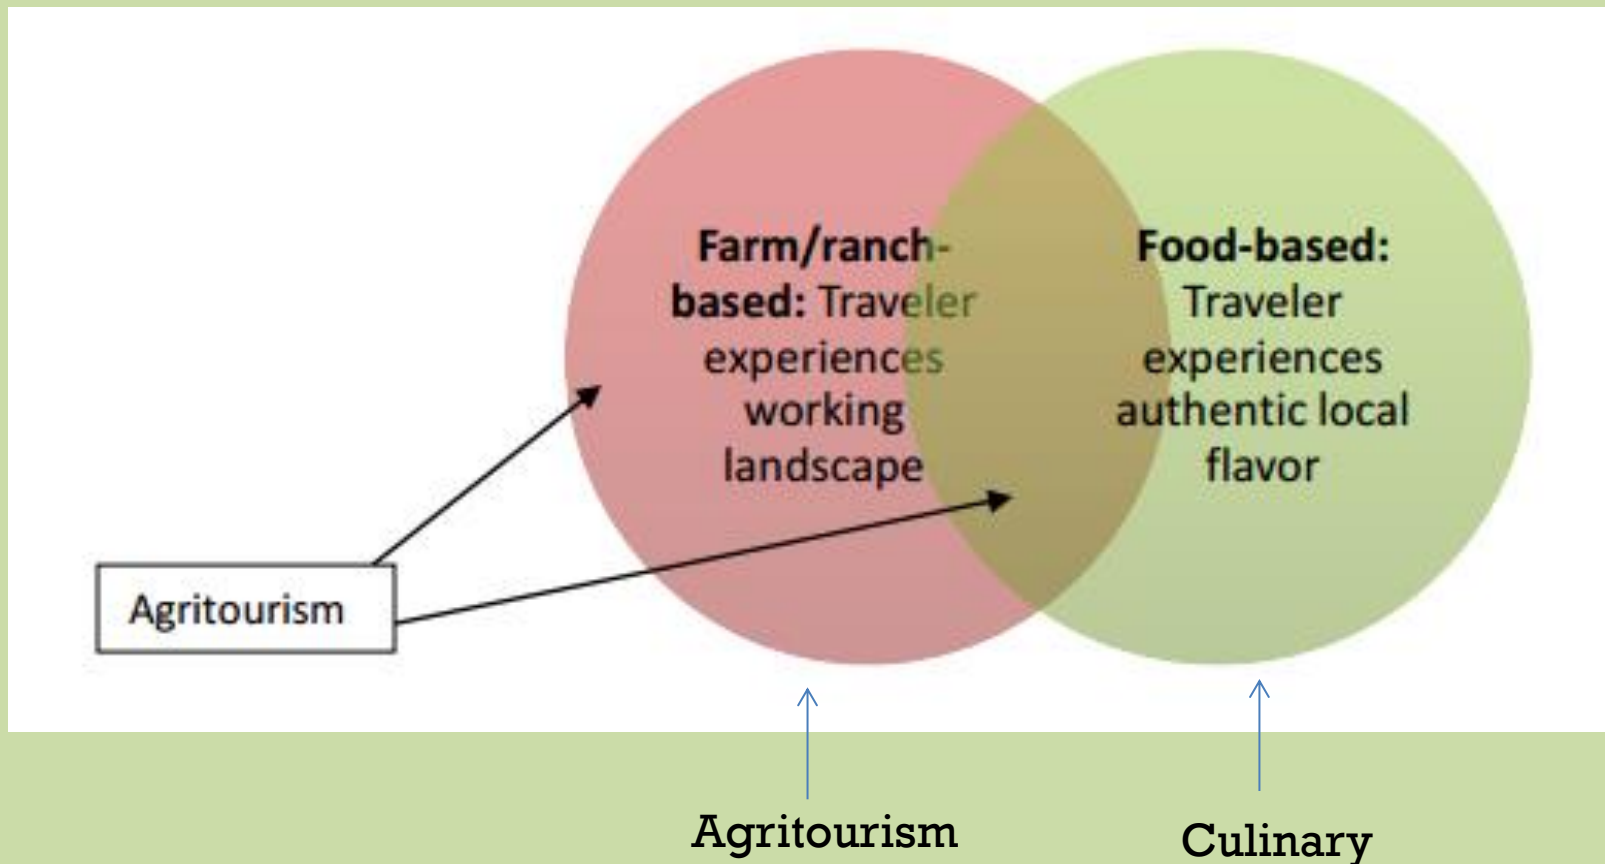 Farm/ranch-
based: Traveler
experiences
working
landscape
Food-based:
Traveler
experiences
authentic local
flavor
Agritourism
Agritourism
Culinary